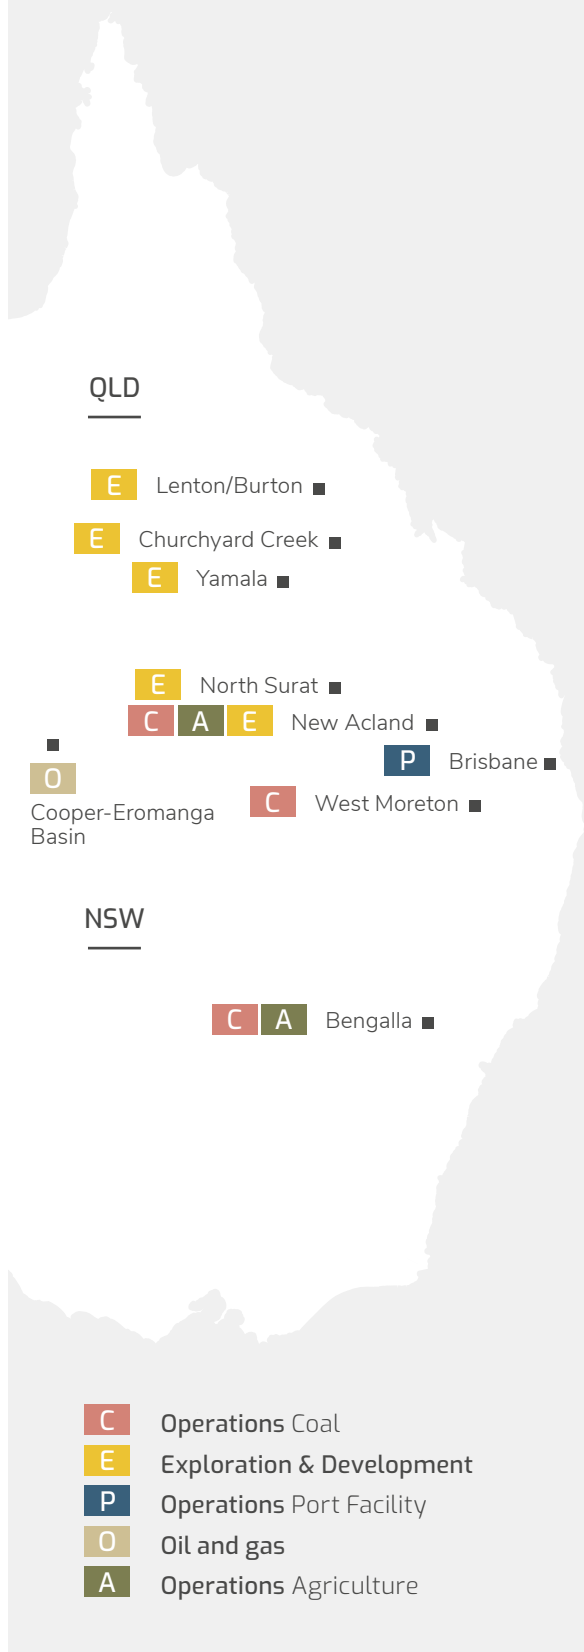 QLD
E Lenton/Burton
E Churchyard Creek
E Yamala
E North Surat
C A E New Acland
P Brisbane
O
Cooper-Eromanga
Basin
C West Moreton
NSW
C A Bengalla
C Operations Coal
E Exploration & Development
P Operations Port Facility
O Oil and gas
A Operations Agriculture